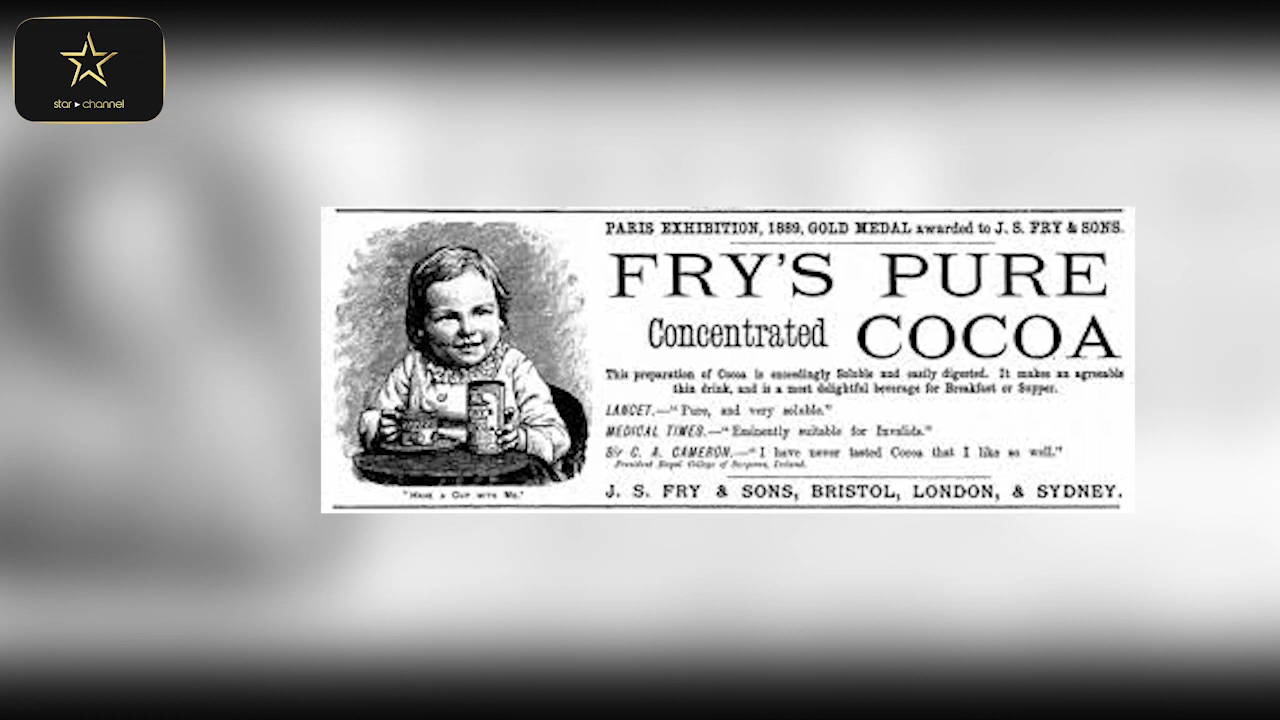 star ▸ channel
PARIS EXHIBITION, 1889, GOLD MEDAL awarded to J. S. FRY & SONS.
FRY'S PURE
Concentrated COCOA
This preparation of Cocoa is exceedingly Soluble and easily digested. It makes an agreeable
thin drink, and is a most delightful beverage for Breakfast or Supper.
LANCET.—"Pure, and very soluble."
MEDICAL TIMES.—"Eminently suitable for Invalids."
Sir C. A. CAMERON.—"I have never tasted Cocoa that I like so well."
President Royal College of Surgeons, Ireland.
"HAVE A CUP WITH ME."
J. S. FRY & SONS, BRISTOL, LONDON, & SYDNEY.